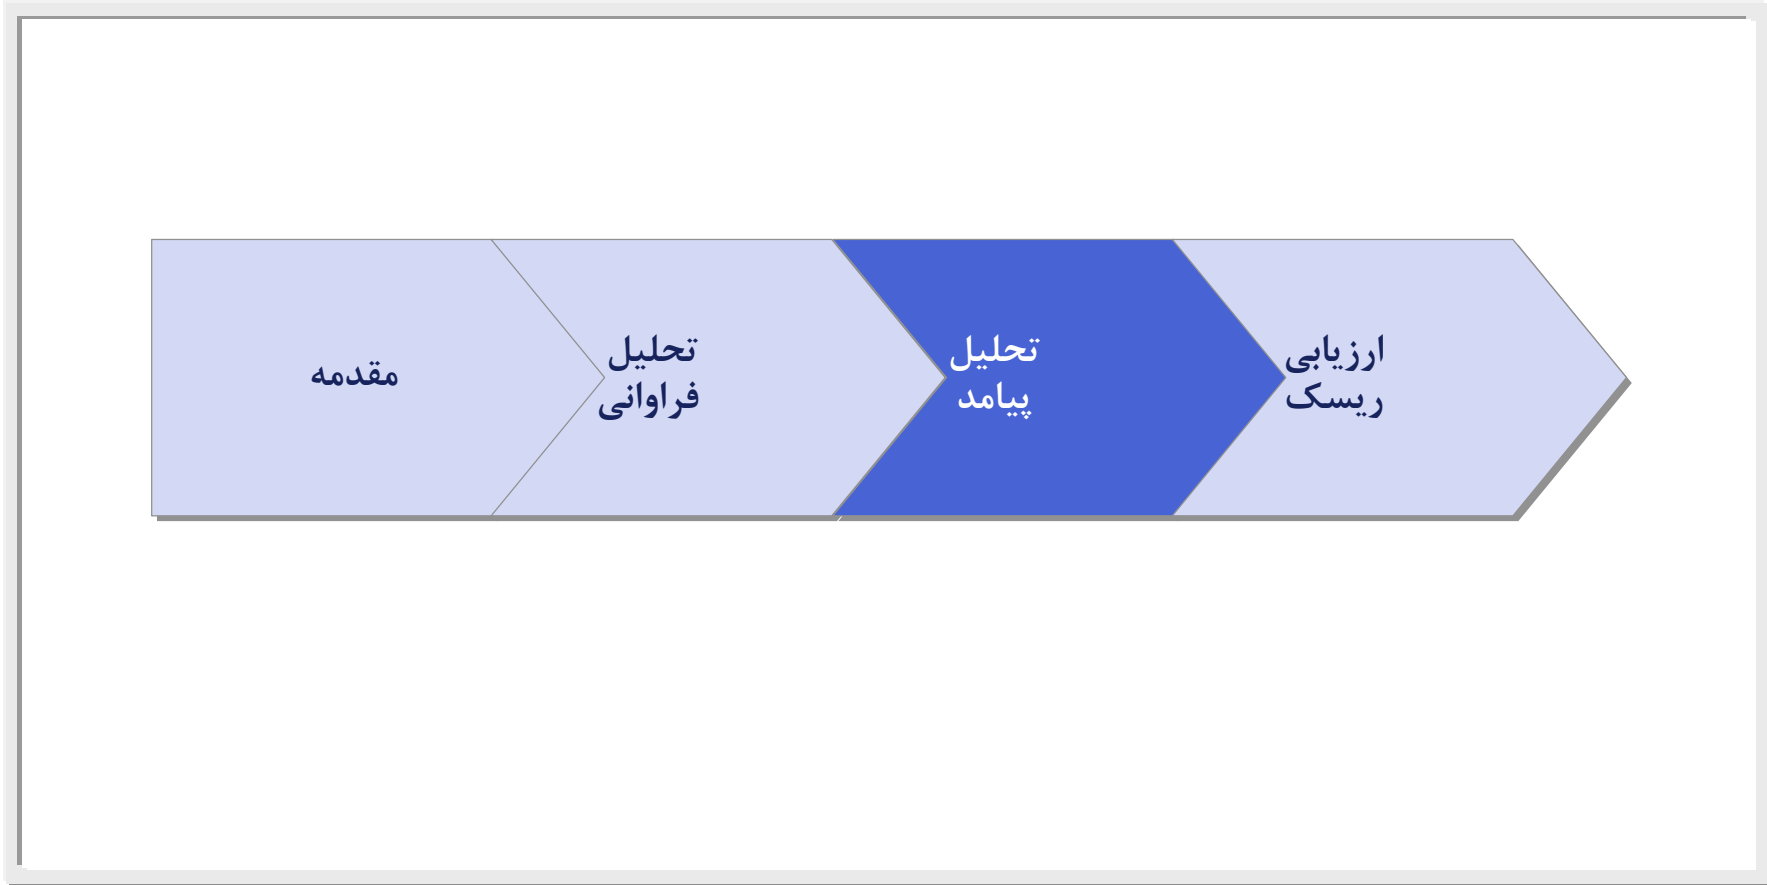 مقدمه
تحلیل
فراوانی
تحلیل
پیامد
ارزیابی
ریسک